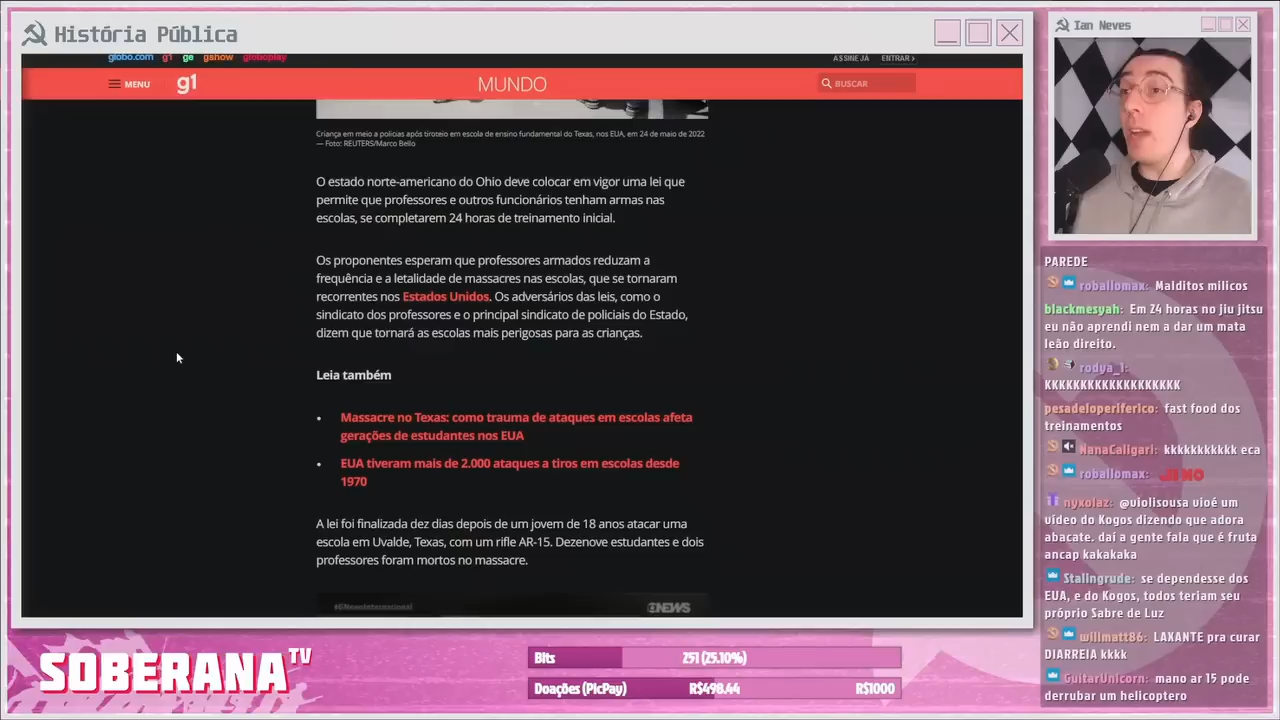 História Pública
globo.com g1 ge gshow globoplay
ASSINE JÁ ENTRAR >
MENU g1
MUNDO
BUSCAR
Criança em meio a policias após tiroteio em escola de ensino fundamental do Texas, nos EUA, em 24 de maio de 2022
— Foto: REUTERS/Marco Bello
O estado norte-americano do Ohio deve colocar em vigor uma lei que
permite que professores e outros funcionários tenham armas nas
escolas, se completarem 24 horas de treinamento inicial.
Os proponentes esperam que professores armados reduzam a
frequência e a letalidade de massacres nas escolas, que se tornaram
recorrentes nos Estados Unidos. Os adversários das leis, como o
sindicato dos professores e o principal sindicato de policiais do Estado,
dizem que tornará as escolas mais perigosas para as crianças.
Leia também
• Massacre no Texas: como trauma de ataques em escolas afeta
gerações de estudantes nos EUA
• EUA tiveram mais de 2.000 ataques a tiros em escolas desde
1970
A lei foi finalizada dez dias depois de um jovem de 18 anos atacar uma
escola em Uvalde, Texas, com um rifle AR-15. Dezenove estudantes e dois
professores foram mortos no massacre.
#GNewsInternacional
NEWS
Ian Neves
PAREDE
roballomax: Malditos milicos
blackmesyah: Em 24 horas no jiu jitsu
eu não aprendi nem a dar um mata
leão direito.
rodya_1:
KKKKKKKKKKKKKKKKKKK
pesadeloperiferico: fast food dos
treinamentos
NanaCaligari: kkkkkkkkkkk eca
roballomax:
nyxolaz: @violisousa vioé um
vídeo do Kogos dizendo que adora
abacate. dai a gente fala que é fruta
ancap kakakaka
Stalingrude: se dependesse dos
EUA, e do Kogos, todos teriam seu
próprio Sabre de Luz
willmatt86: LAXANTE pra curar
DIARREIA kkkk
GuitarUnicorn: mano ar 15 pode
derrubar um helicoptero
SOBERANA TV
Bits 251 (25.10%)
Doações (PicPay) R$498.44 R$1000